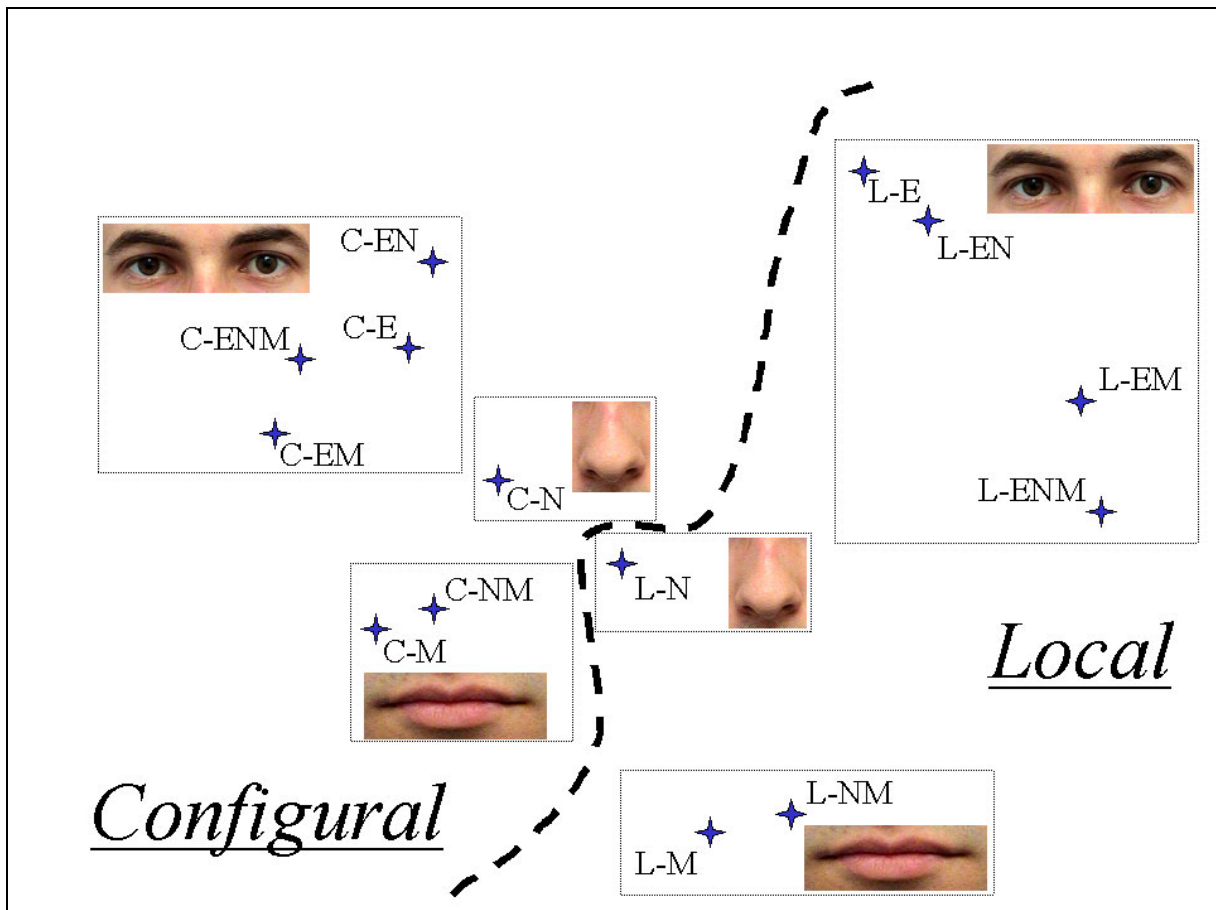 L-E
L-EN
C-EN
C-E
C-ENM
C-EM
L-EM
L-ENM
C-N
L-N
C-NM
C-M
Local
Configural
L-NM
L-M